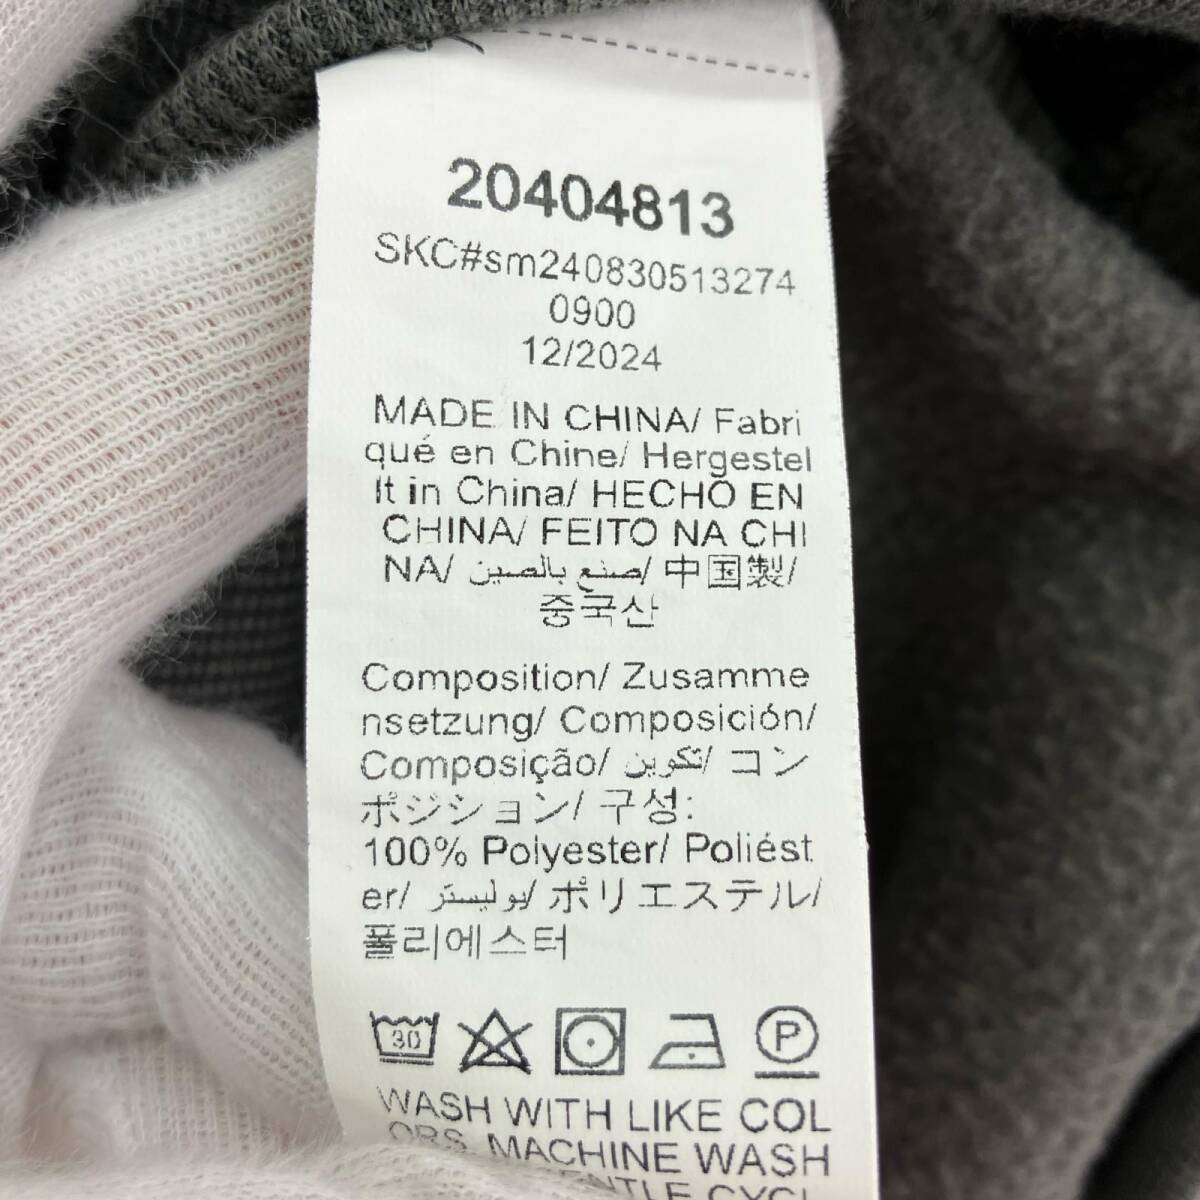 20404813
SKC#sm240830513274
0900
12/2024
MADE IN CHINA/ Fabri
qué en Chine/ Hergestel
lt in China/ HECHO EN
CHINA/ FEITO NA CHI
NA/ صنع بالصين/ 中国製/
중국산
Composition/ Zusamme
nsetzung/ Composición/
Composição/ تكوين/ コン
ポジション/ 구성:
100% Polyester/ Poliést
er/ بوليستر/ ポリエステル/
폴리에스터
30
P
WASH WITH LIKE COL
ORS, MACHINE WASH
GENTLE CYCL